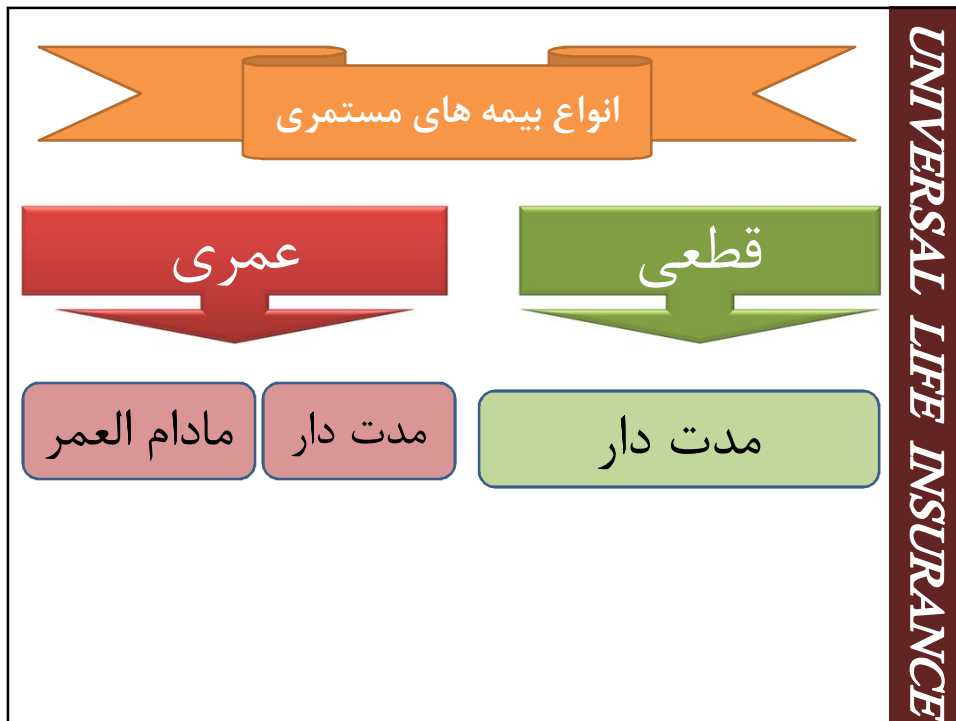 انواع بیمه های مستمری
قطعی
عمری
مدت دار
مدت دار
مادام العمر
UNIVERSAL LIFE INSURANCE